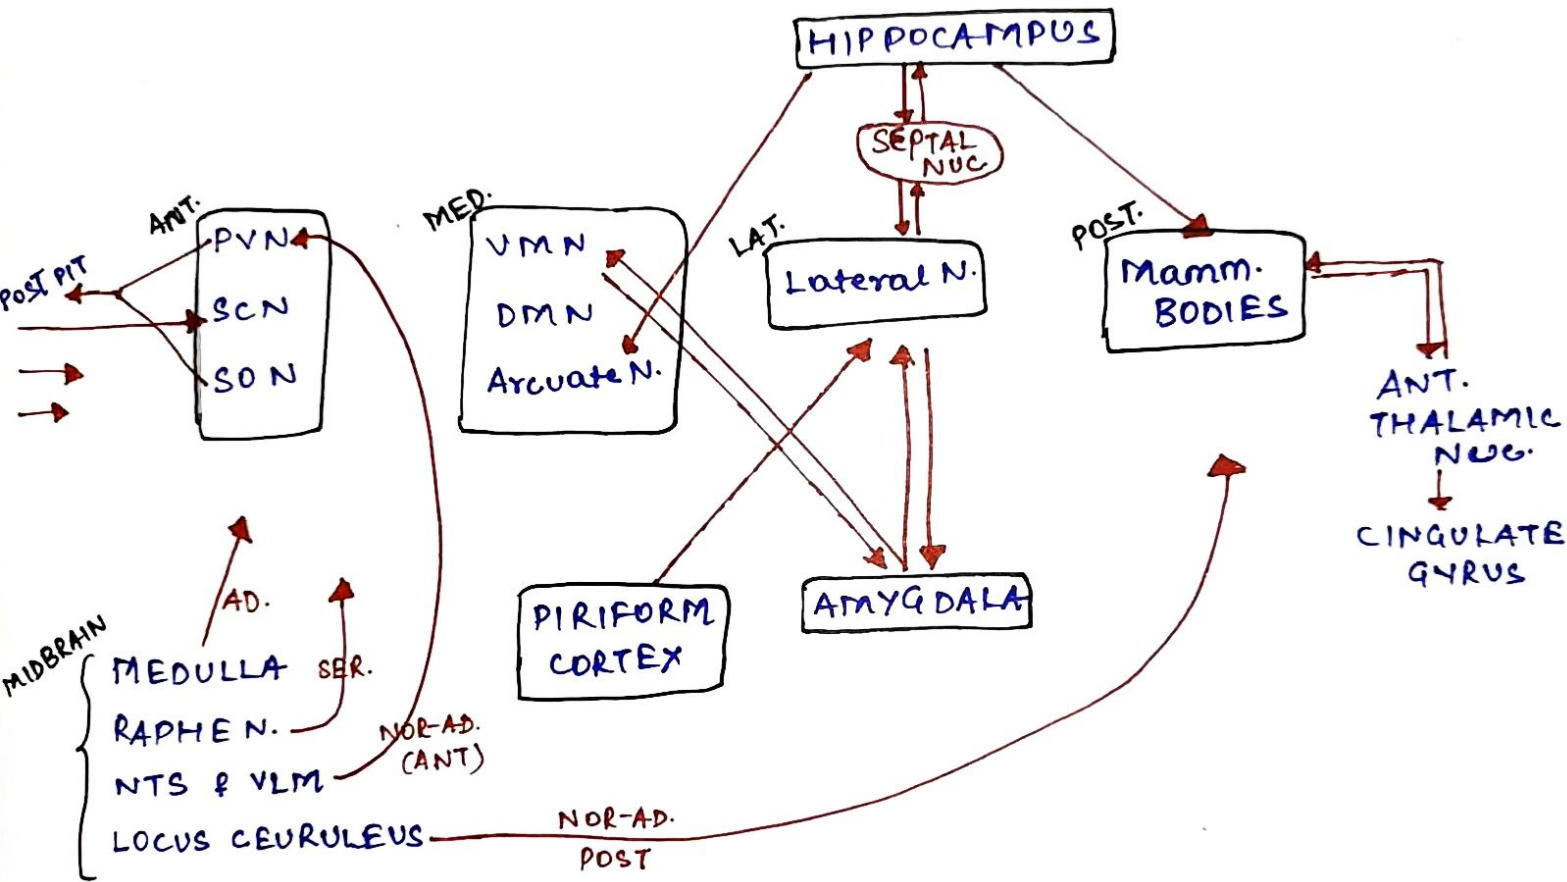 HIPPOCAMPUS
SEPTAL
NUC
ANT.
PVN
SCN
SON
POST PIT
MED.
VMN
DMN
Arcuate N.
LAT.
Lateral N.
POST.
Mamm.
BODIES
ANT.
THALAMIC
NUC.
CINGULATE
GYRUS
PIRIFORM
CORTEX
AMYGDALA
MIDBRAIN
AD.
MEDULLA
SER.
RAPHE N.
NOR-AD.
(ANT)
NTS & VLM
LOCUS CEURULEUS
NOR-AD.
POST